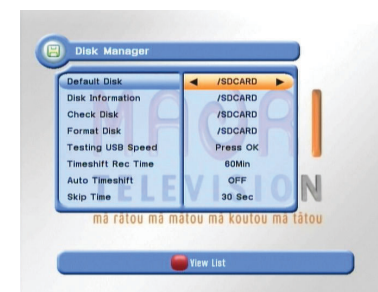 Disk Manager
Default Disk /SDCARD
Disk Information /SDCARD
Check Disk /SDCARD
Format Disk /SDCARD
Testing USB Speed Press OK
Timeshift Rec Time 60Min
Auto Timeshift OFF
Skip Time 30 Sec
MAORI
TELEVISION
mā rātou mā mātou mā koutou mā tātou
View List